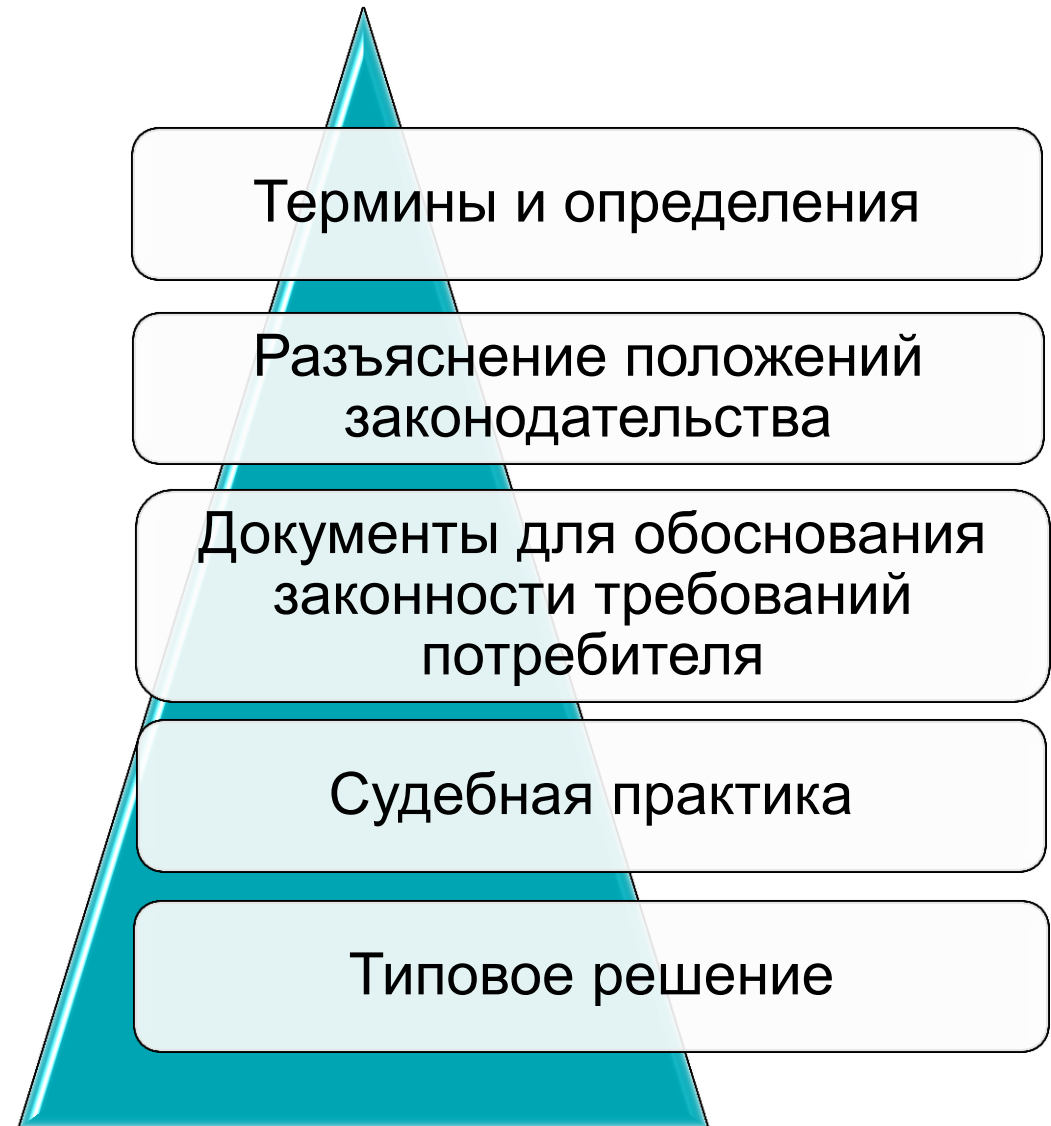 Термины и определения
Разъяснение положений
законодательства
Документы для обоснования
законности требований
потребителя
Судебная практика
Типовое решение